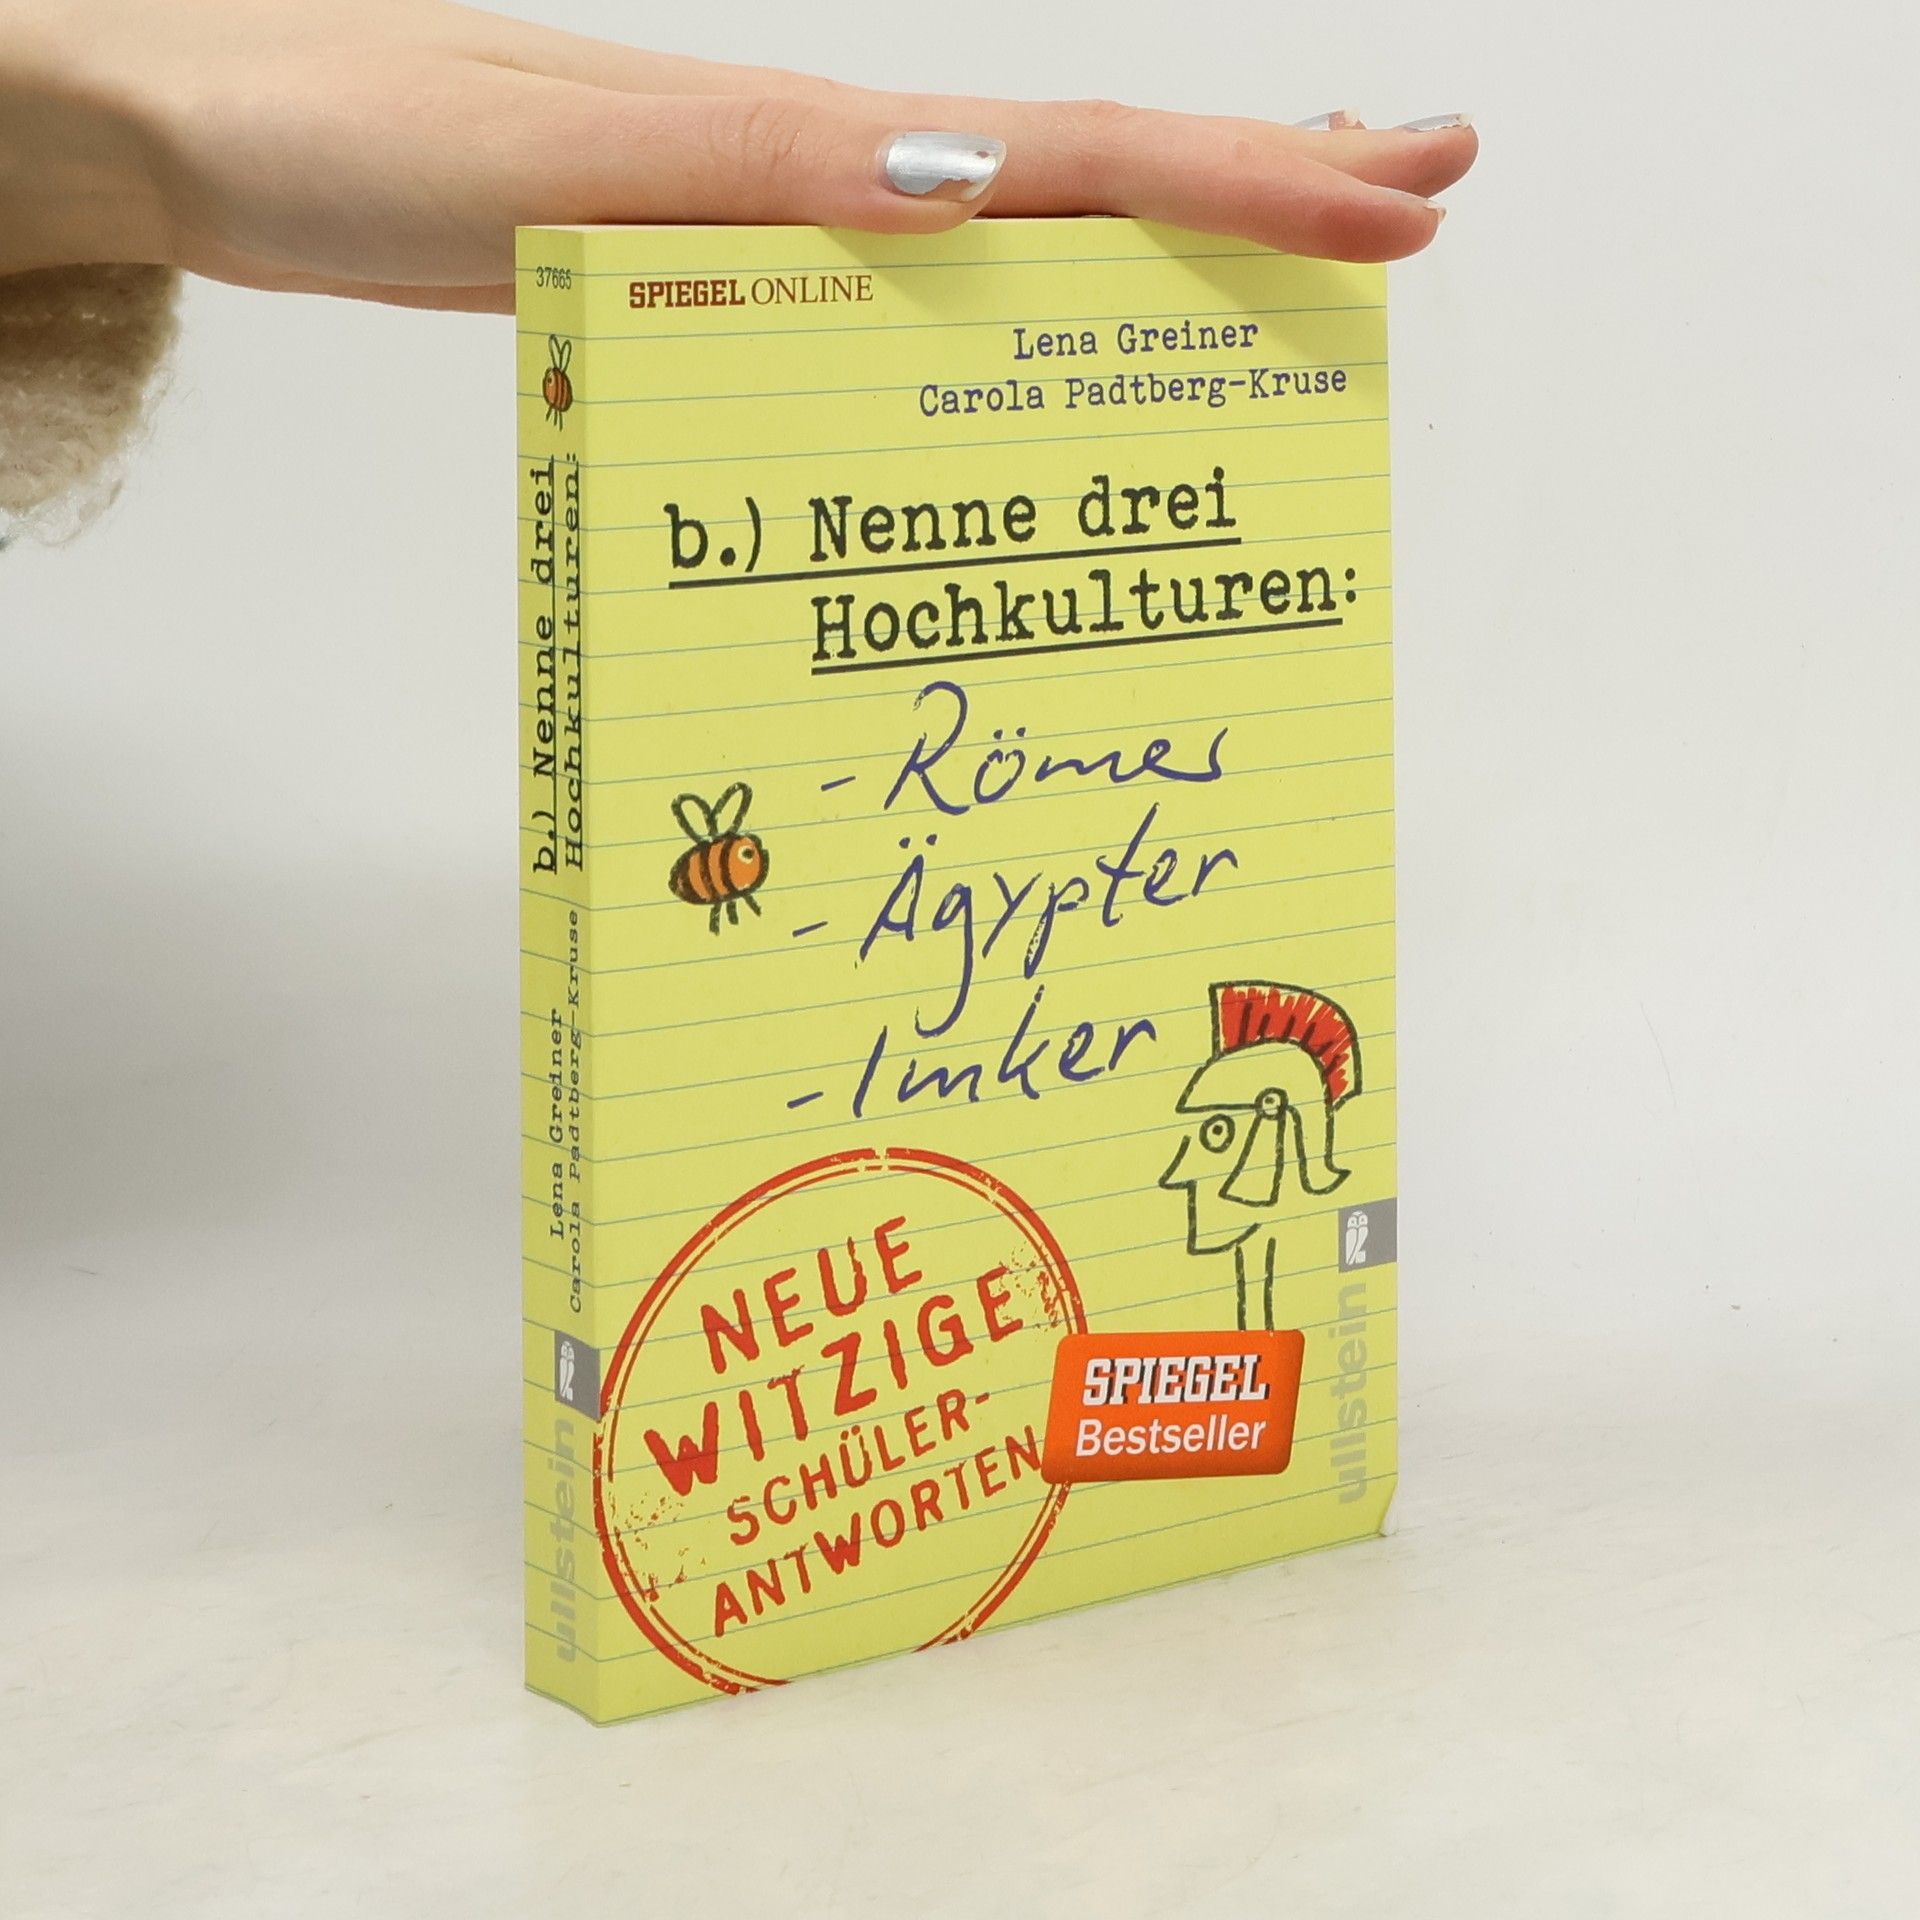 37665
b.) Nenne drei
Hochkulturen:
Lena Greiner
Carola Padtberg-Kruse
ullstein
SPIEGEL ONLINE
Lena Greiner
Carola Padtberg-Kruse
b.) Nenne drei
Hochkulturen:
- Römer
- Ägypter
- Imker
NEUE
WITZIGE
SCHÜLER-
ANTWORTEN
SPIEGEL
Bestseller
ullstein